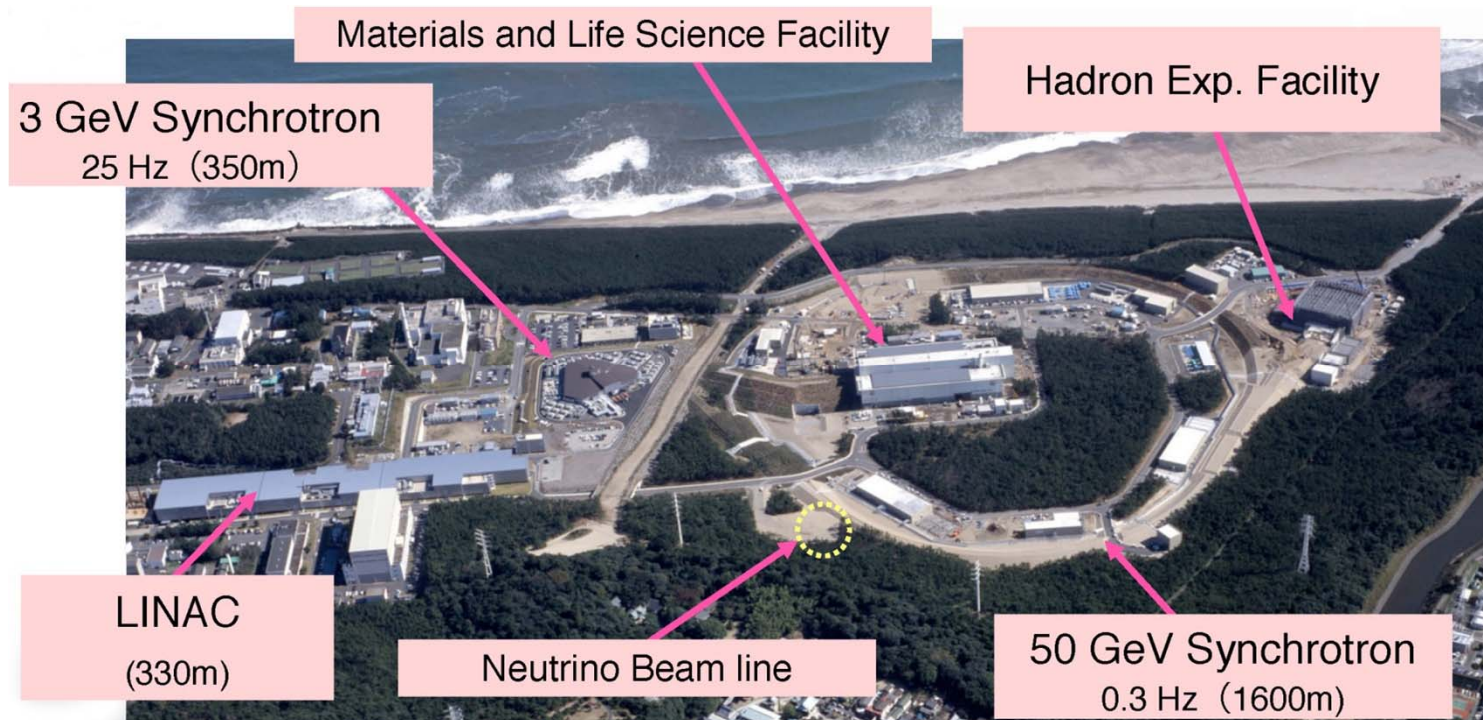 Materials and Life Science Facility
Hadron Exp. Facility
3 GeV Synchrotron
25 Hz (350m)
LINAC
(330m)
Neutrino Beam line
50 GeV Synchrotron
0.3 Hz (1600m)